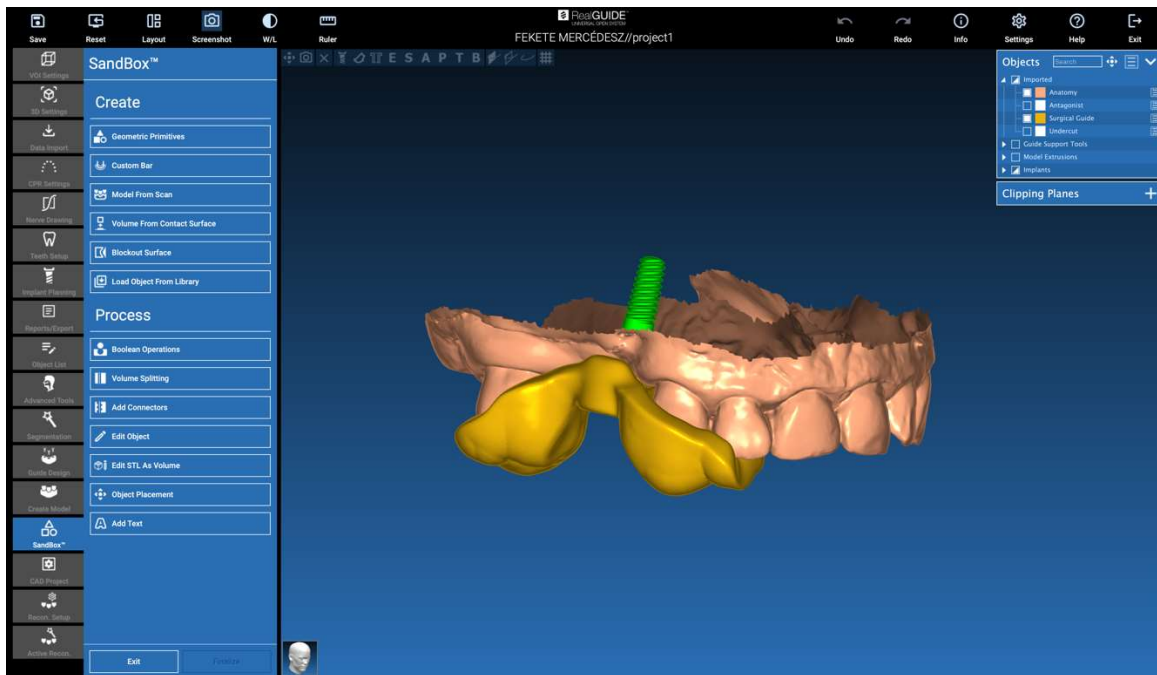 RealGUIDE
UNIVERSAL OPEN SYSTEM
FEKETE MERCÉDESZ//project1
Save
Reset
Layout
Screenshot
W/L
Ruler
Undo
Redo
Info
Settings
Help
Exit
VOI Settings
3D Settings
Data Import
CPR Settings
Nerve Drawing
Teeth Setup
Implant Planning
Reports/Export
Object List
Advanced Tools
Segmentation
Guide Design
Create Model
SandBox™
CAD Project
Recon. Setup
Active Recon.
SandBox™
Create
Geometric Primitives
Custom Bar
Model From Scan
Volume From Contact Surface
Blockout Surface
Load Object From Library
Process
Boolean Operations
Volume Splitting
Add Connectors
Edit Object
Edit STL As Volume
Object Placement
Add Text
Exit
Finalize
E S A P T B
Objects
Search
Imported
Anatomy
Antagonist
Surgical Guide
Undercut
Guide Support Tools
Model Extrusions
Implants
Clipping Planes